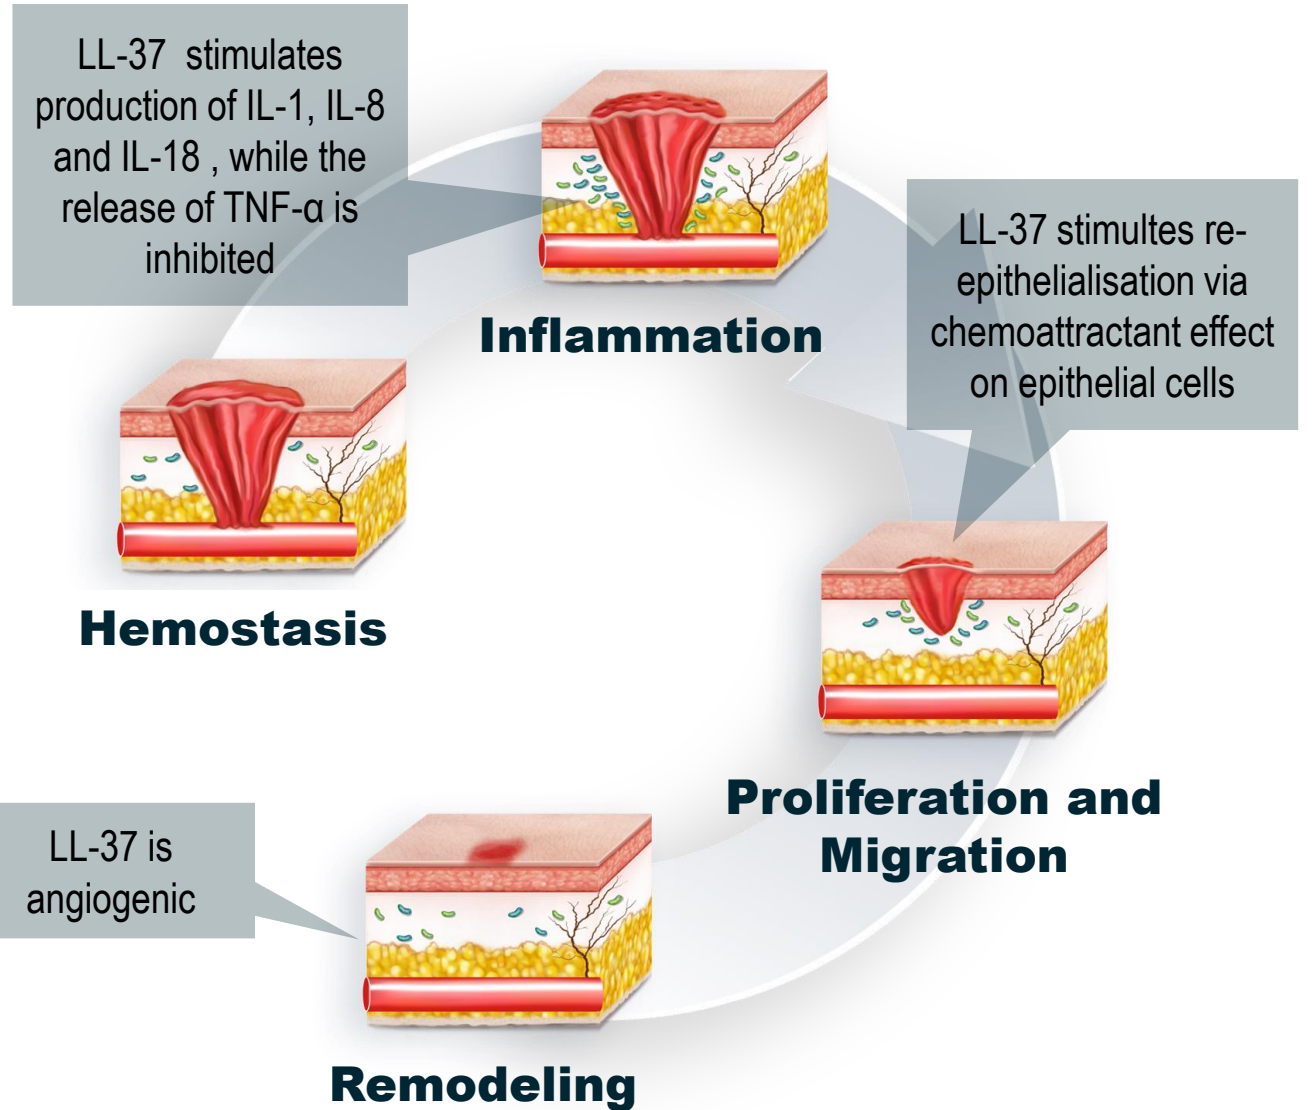 LL-37 stimulates
production of IL-1, IL-8
and IL-18 , while the
release of TNF-α is
inhibited
LL-37 stimultes re-
epithelialisation via
chemoattractant effect
on epithelial cells
Inflammation
Hemostasis
Proliferation and
Migration
LL-37 is
angiogenic
Remodeling